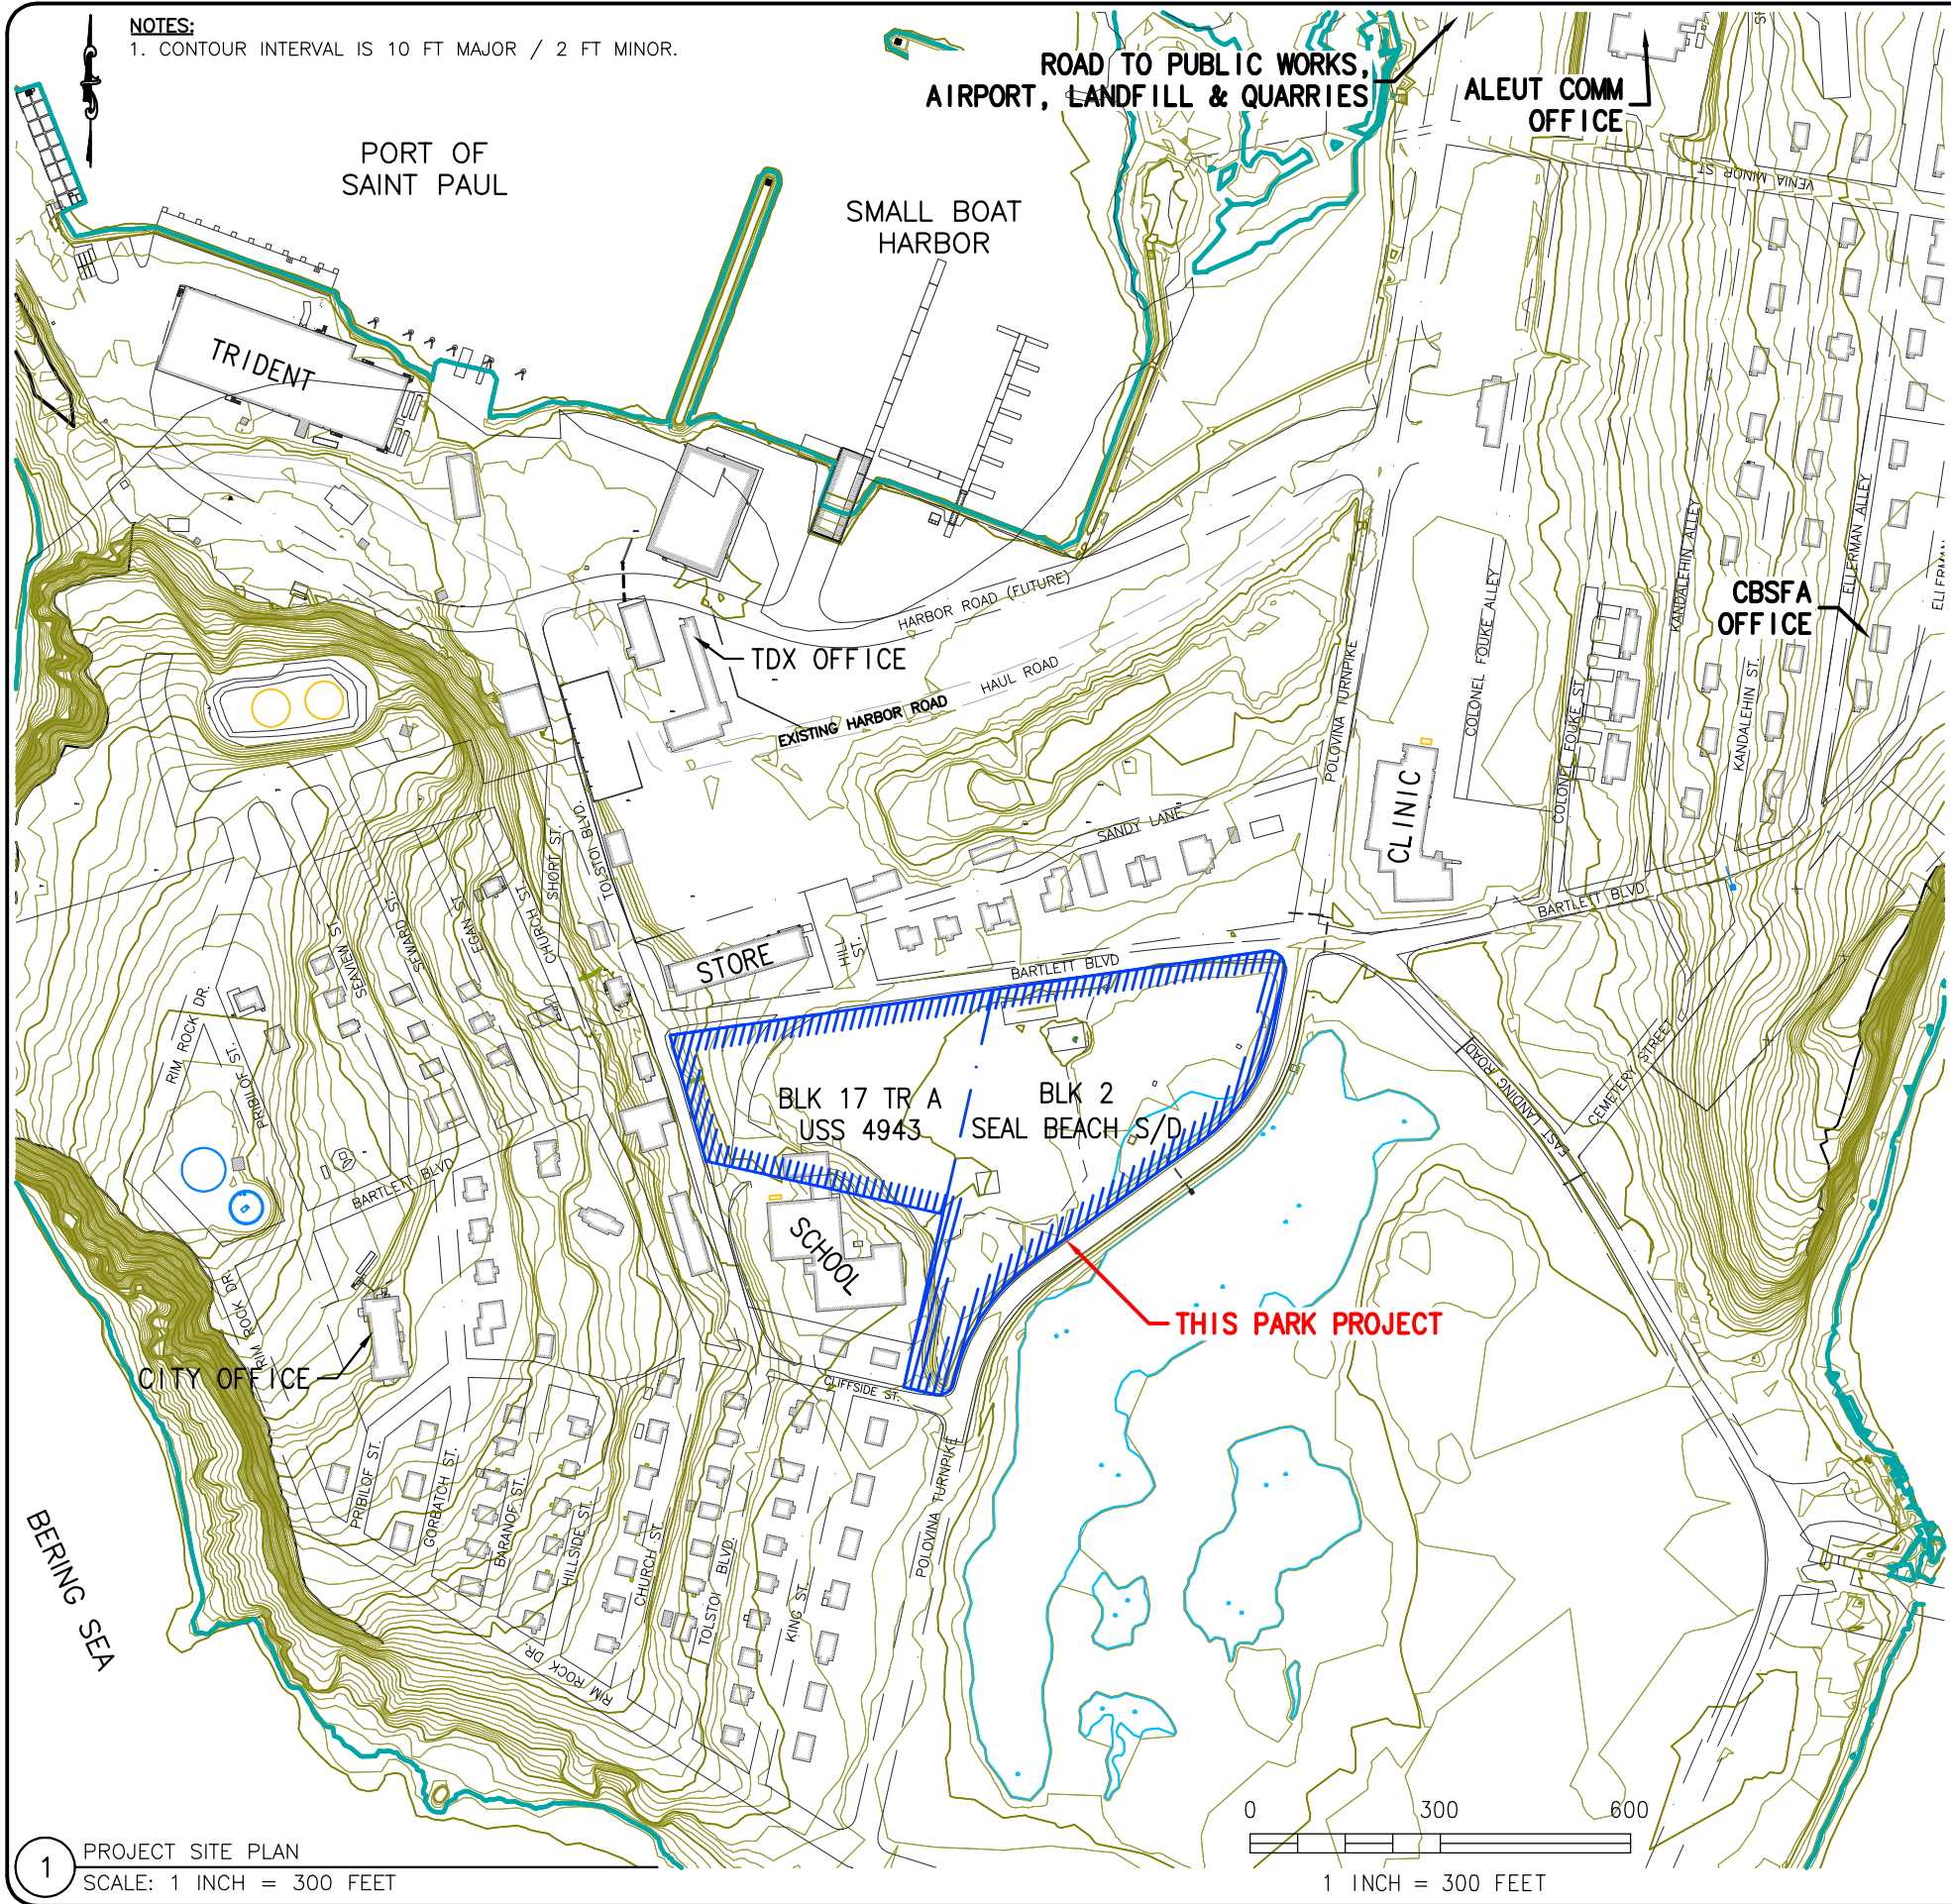 NOTES:
1. CONTOUR INTERVAL IS 10 FT MAJOR / 2 FT MINOR.
ROAD TO PUBLIC WORKS,
AIRPORT, LANDFILL & QUARRIES
ALEUT COMM
OFFICE
PORT OF
SAINT PAUL
SMALL BOAT
HARBOR
VENIA MINOR ST
TRIDENT
HARBOR ROAD (FUTURE)
TDX OFFICE
HAUL ROAD
EXISTING HARBOR ROAD
POLOVINA TURNPIKE
COLONEL FOUKE ALLEY
COLONEL FOUKE ST.
KANDALEHIN ALLEY
KANDALEHIN ST.
ELLERMAN ALLEY
ELLERMAN
CBSFA
OFFICE
CLINIC
SANDY LANE
SHORT ST.
TOLSTOI BLVD.
CHURCH ST.
EGAN ST.
SEWARD ST.
SEAVIEW ST.
STORE
HILL
ST.
BARTLETT BLVD
BARTLETT BLVD
RIM ROCK DR.
PRIBILOF ST.
BLK 17 TR A
USS 4943
BLK 2
SEAL BEACH S/D
EAST LANDING ROAD
CEMETERY STREET
BARTLETT BLVD
SCHOOL
RIM ROCK DR.
THIS PARK PROJECT
CITY OFFICE
CLIFFSIDE ST.
PRIBILOF ST.
GORBATCH ST.
BARANOF ST.
HILLSIDE ST.
CHURCH ST.
TOLSTOI BLVD.
KING ST.
POLOVINA TURNPIKE
RIM ROCK DR
BERING SEA
0 300 600
1 INCH = 300 FEET
1
PROJECT SITE PLAN
SCALE: 1 INCH = 300 FEET